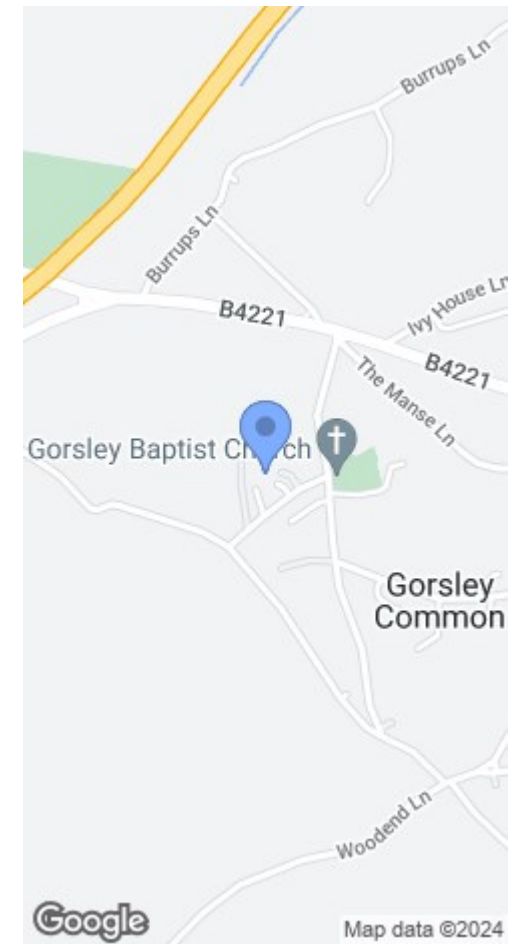 Burrups Ln
Burrups Ln
B4221
Ivy House Ln
B4221
The Manse Ln
Gorsley Baptist Church
Gorsley
Common
Woodend Ln
Google
Map data ©2024